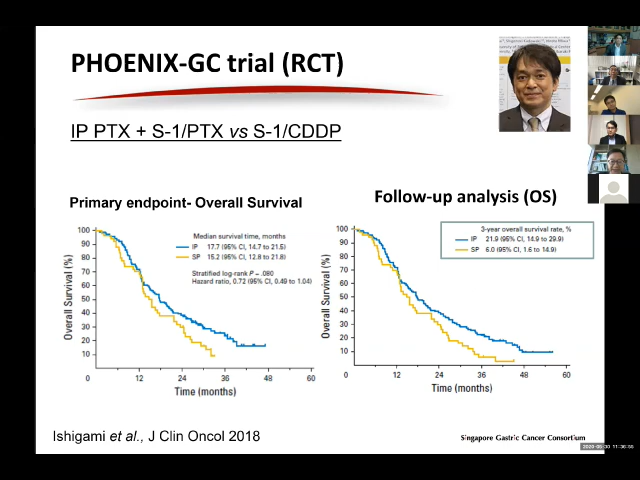 PHOENIX-GC trial (RCT)
IP PTX + S-1/PTX vs S-1/CDDP
Primary endpoint- Overall Survival
Follow-up analysis (OS)
Overall Survival (%)
100
90
80
70
60
50
40
30
20
10
0
12
24
36
48
60
Time (months)
Median survival time, months
IP 17.7 (95% CI, 14.7 to 21.5)
SP 15.2 (95% CI, 12.8 to 21.8)
Stratified log-rank P = .080
Hazard ratio, 0.72 (95% CI, 0.49 to 1.04)
Overall Survival (%)
100
90
80
70
60
50
40
30
20
10
0
12
24
36
48
60
Time (months)
3-year overall survival rate, %
IP 21.9 (95% CI, 14.9 to 29.9)
SP 6.0 (95% CI, 1.6 to 14.9)
Ishigami et al., J Clin Oncol 2018
Singapore Gastric Cancer Consortium